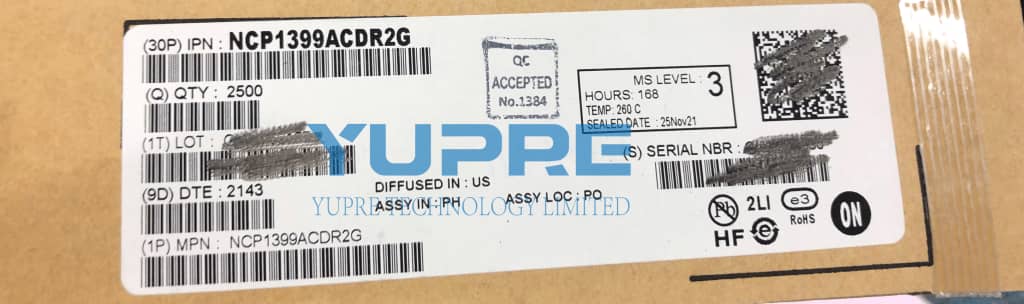 (30P) IPN : NCP1399ACDR2G
(Q) QTY : 2500
(1T) LOT :
(9D) DTE : 2143
(1P) MPN : NCP1399ACDR2G
QC
ACCEPTED
No.1384
MS LEVEL : 3
HOURS: 168
TEMP: 260 C
SEALED DATE : 25Nov21
(S) SERIAL NBR :
YUPRE
DIFFUSED IN : US
ASSY IN : PH
ASSY LOC : PO
YUPRE TECHNOLOGY LIMITED
Pb
2LI
e3
RoHS
HF
e
ON